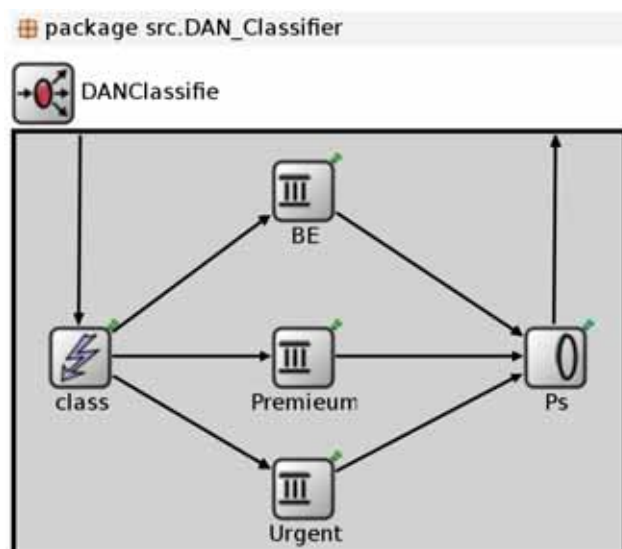 package src.DAN_Classifier
DANClassifie
BE
class
Premieum
Ps
Urgent